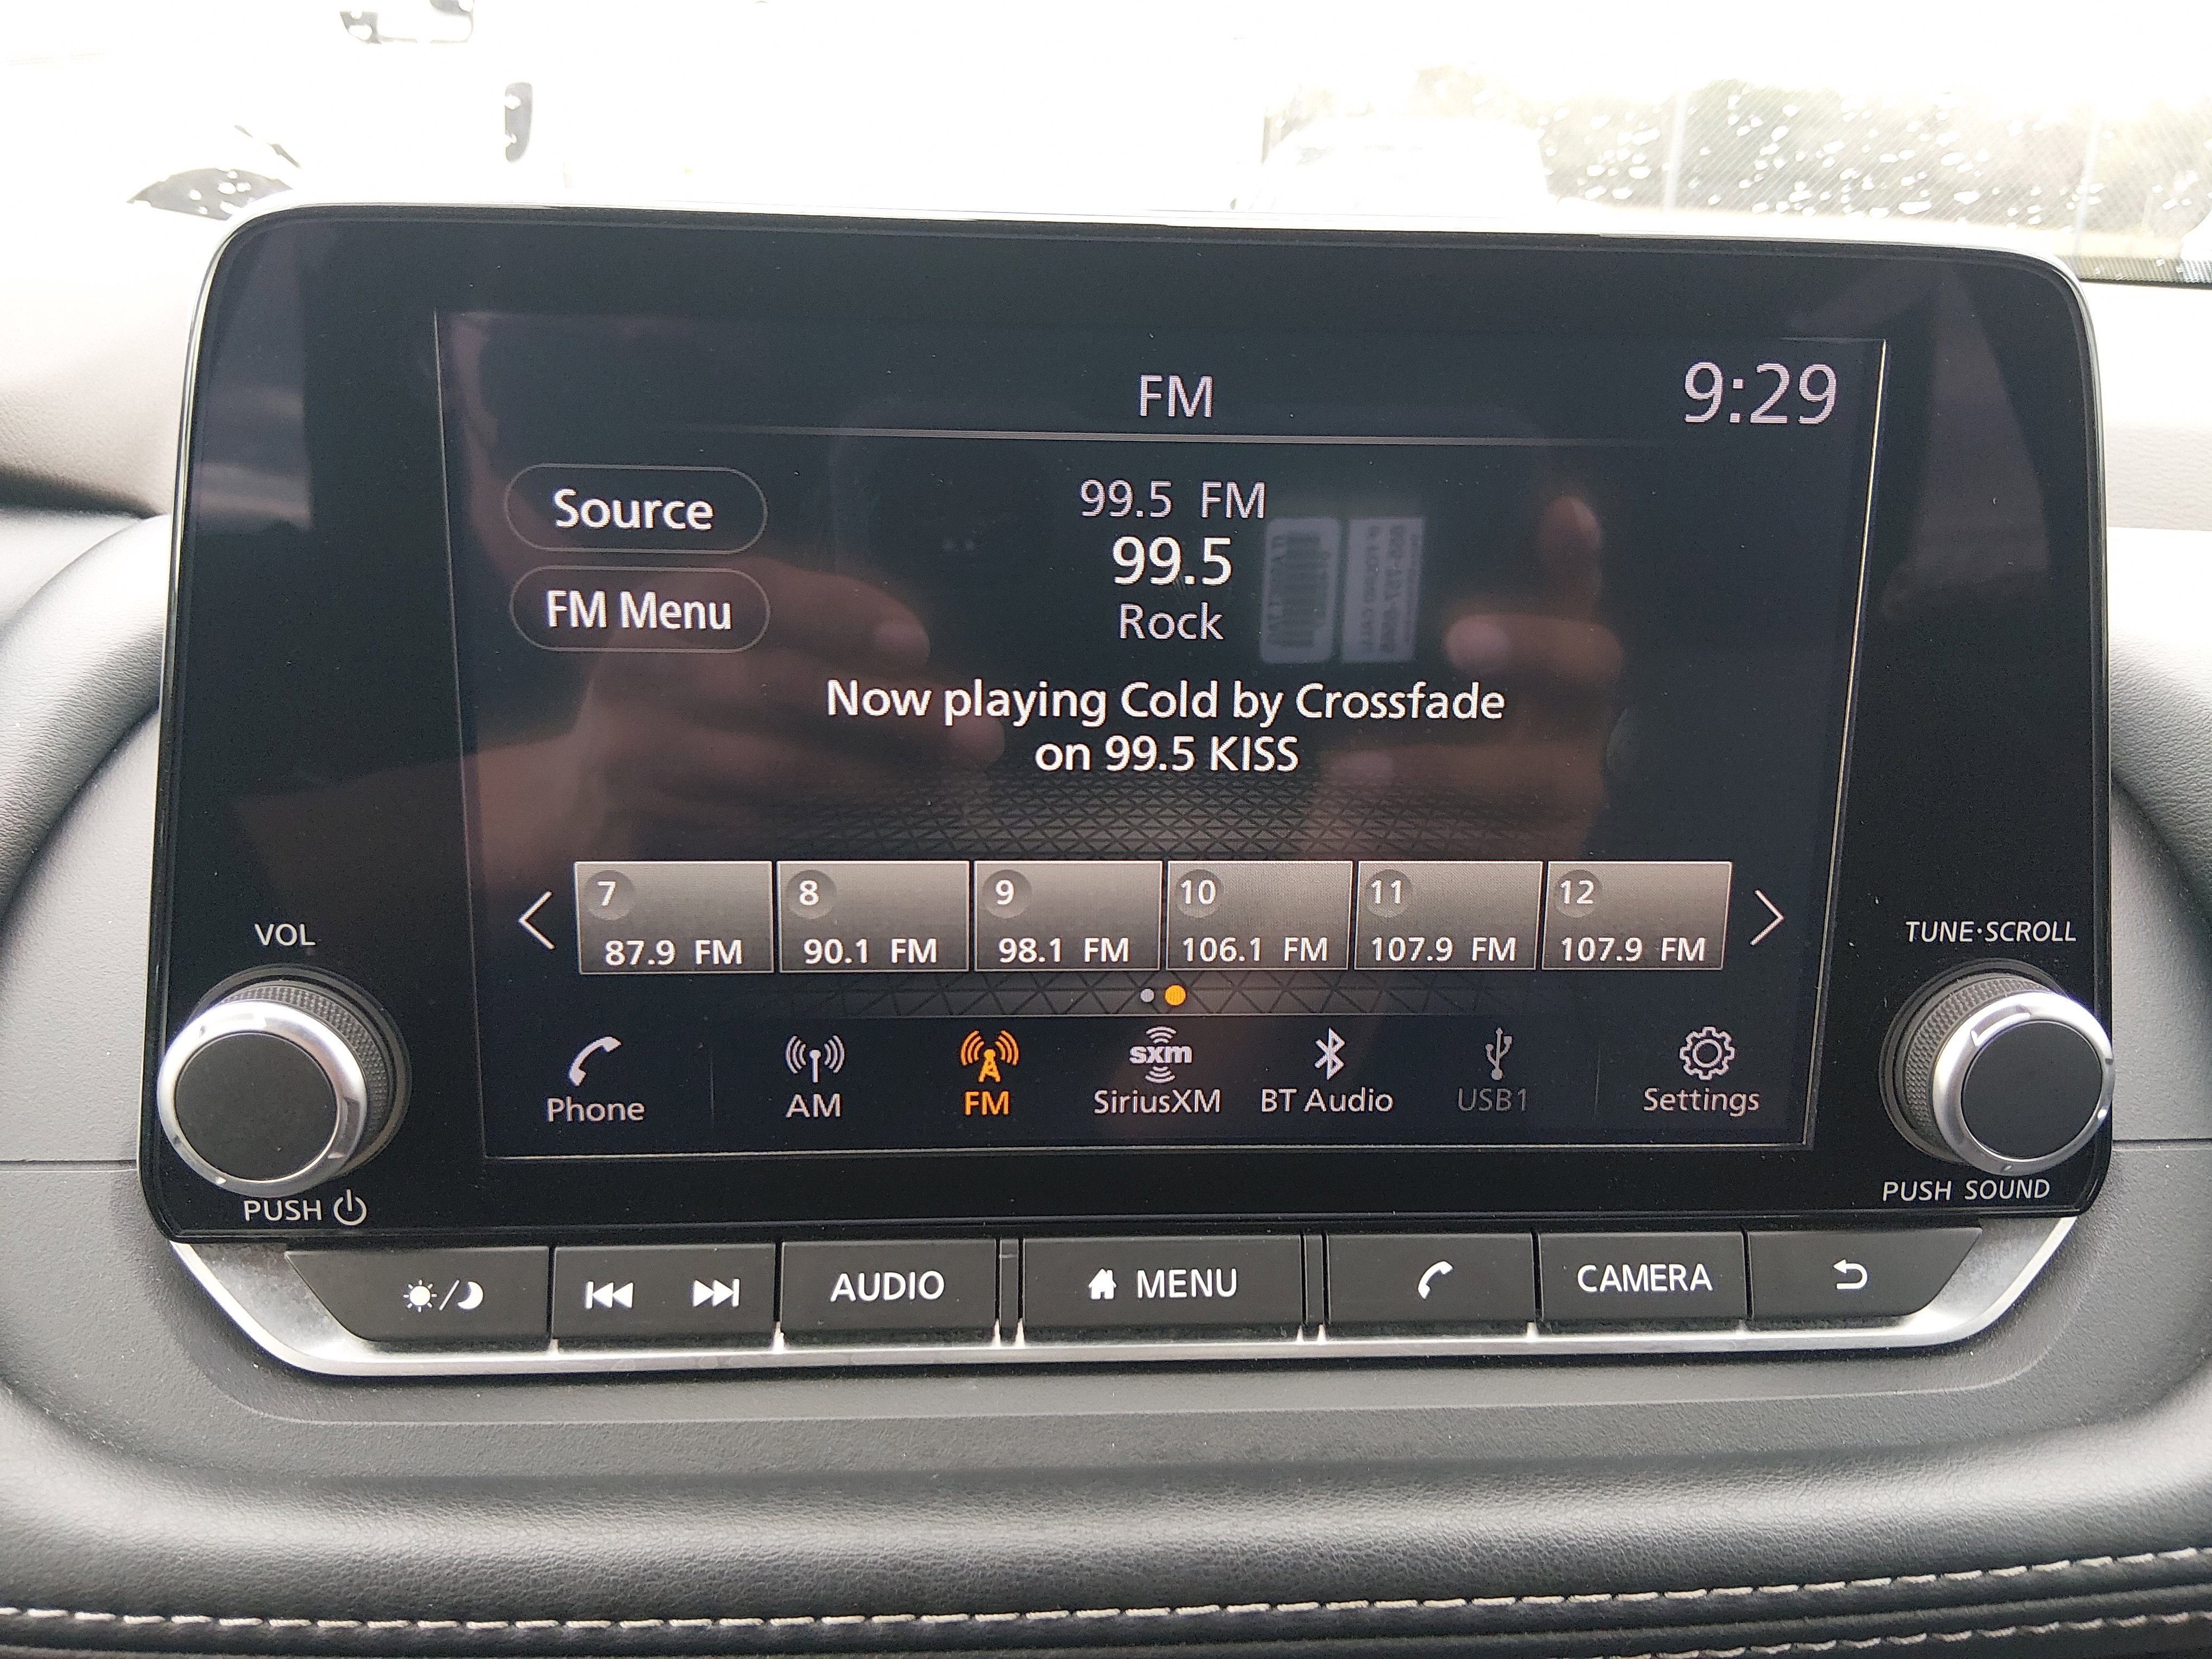 FM
9:29
Source
99.5 FM
99.5
FM Menu
Rock
Now playing Cold by Crossfade
on 99.5 KISS
7
8
9
10
11
12
87.9 FM
90.1 FM
98.1 FM
106.1 FM
107.9 FM
107.9 FM
VOL
TUNE·SCROLL
sxm
Phone
AM
FM
SiriusXM
BT Audio
USB1
Settings
PUSH
PUSH SOUND
AUDIO
MENU
CAMERA